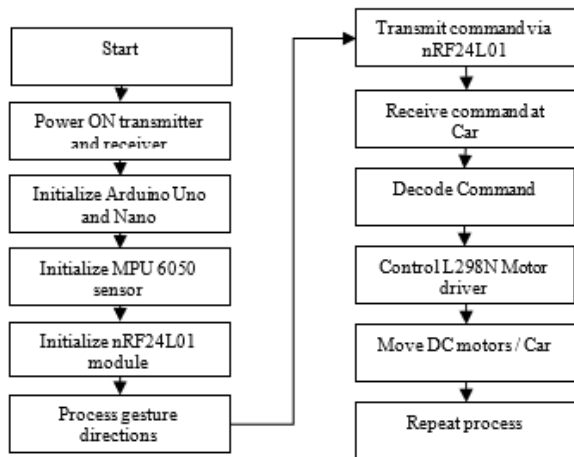 Start
Power ON transmitter
and receiver
Initialize Arduino Uno
and Nano
Initialize MPU 6050
sensor
Initialize nRF24L01
module
Process gesture
directions
Transmit command via
nRF24L01
Receive command at
Car
Decode Command
Control L298N Motor
driver
Move DC motors / Car
Repeat process